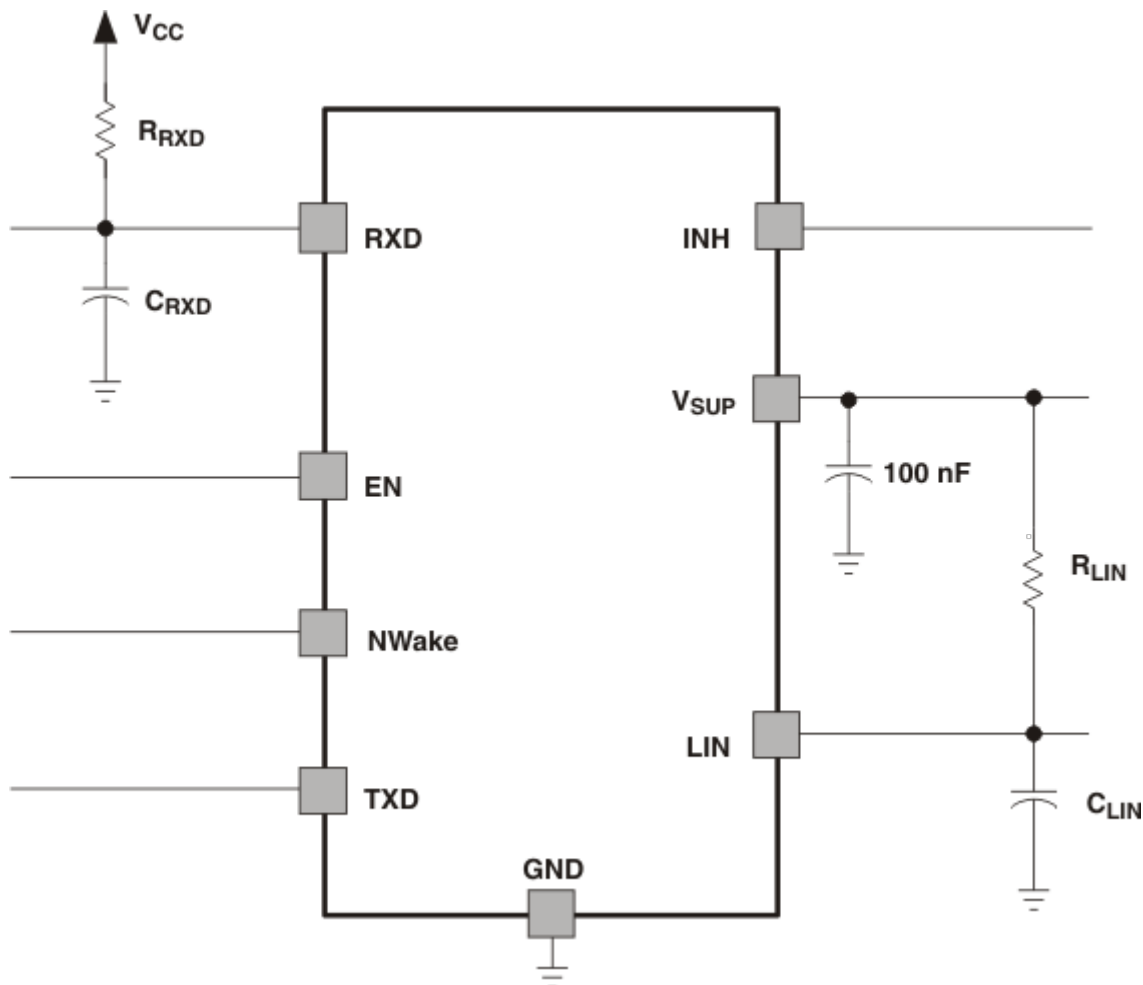 VCC
RRXD
RXD
INH
CRXD
VSUP
100 nF
EN
RLIN
NWake
LIN
TXD
CLIN
GND